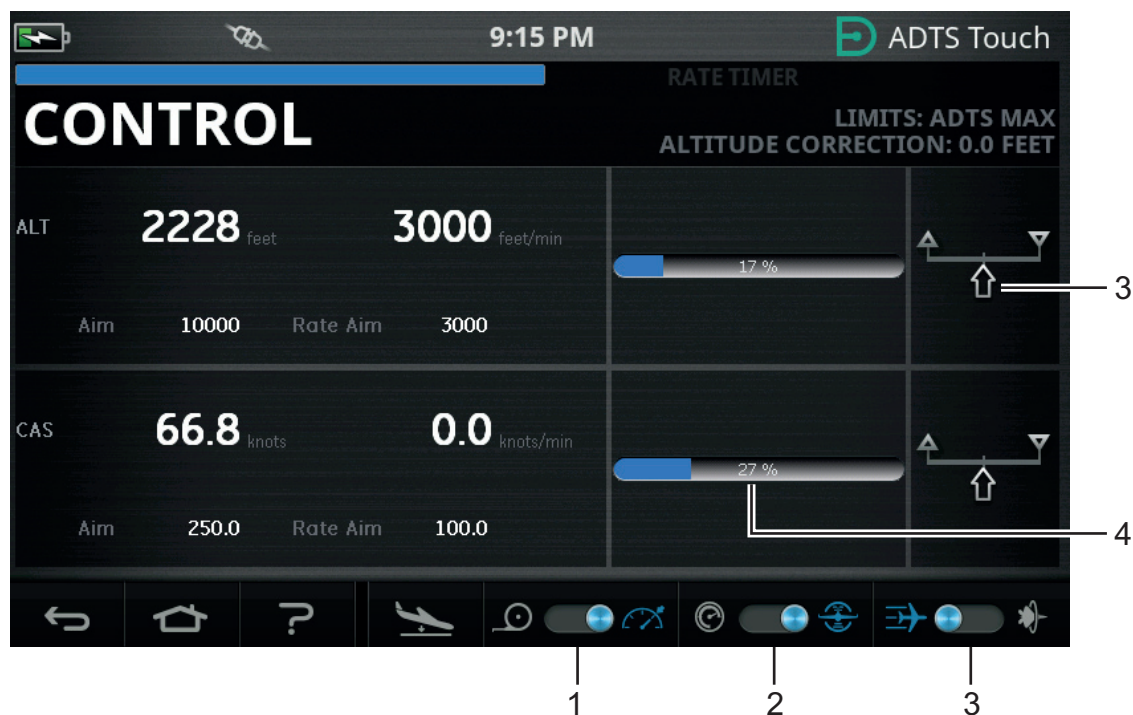 9:15 PM ADTS Touch
RATE TIMER
CONTROL
LIMITS: ADTS MAX
ALTITUDE CORRECTION: 0.0 FEET
ALT 2228 feet 3000 feet/min
17 %
3
Aim 10000 Rate Aim 3000
CAS 66.8 knots 0.0 knots/min
27 %
Aim 250.0 Rate Aim 100.0
4
?
1 2 3